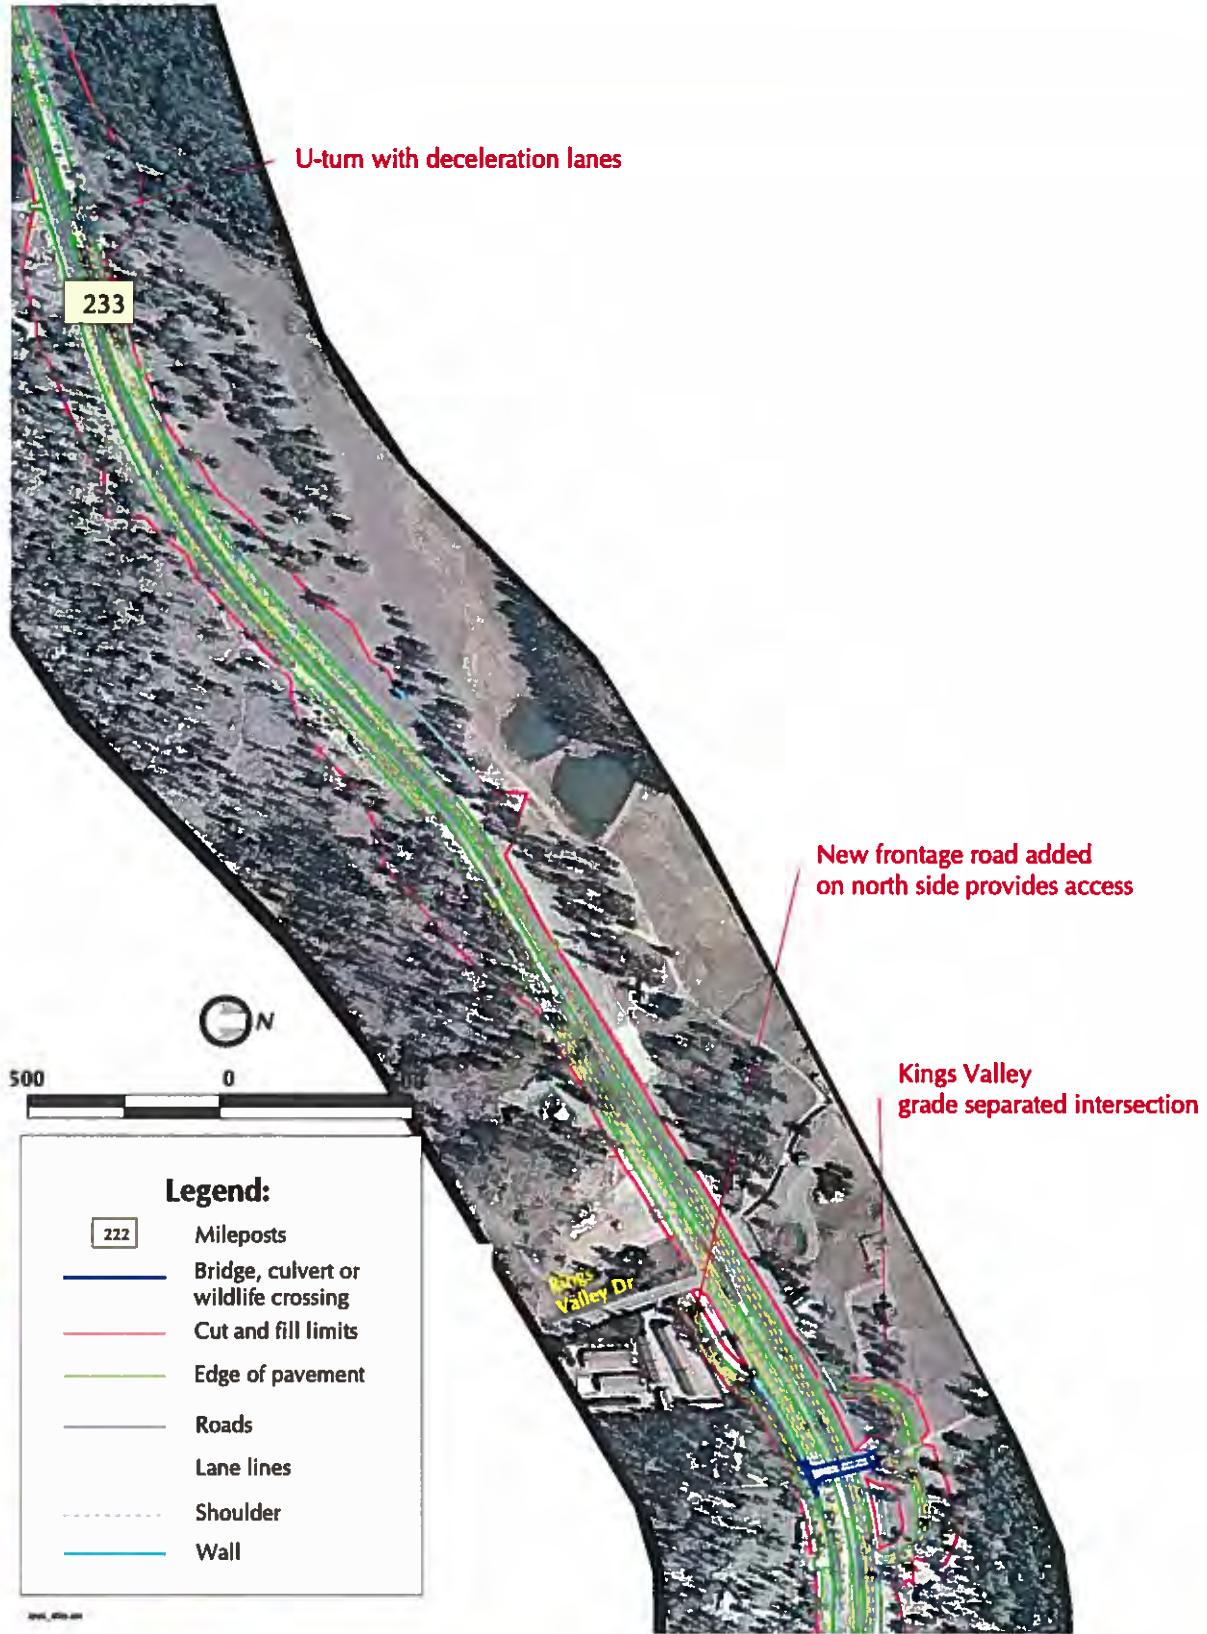 U-turn with deceleration lanes
233
New frontage road added
on north side provides access
N
500 0
Kings Valley
grade separated intersection
Legend:
222 Mileposts
Bridge, culvert or
wildlife crossing
Cut and fill limits
Edge of pavement
Roads
Lane lines
Shoulder
Wall
Kings
Valley Dr